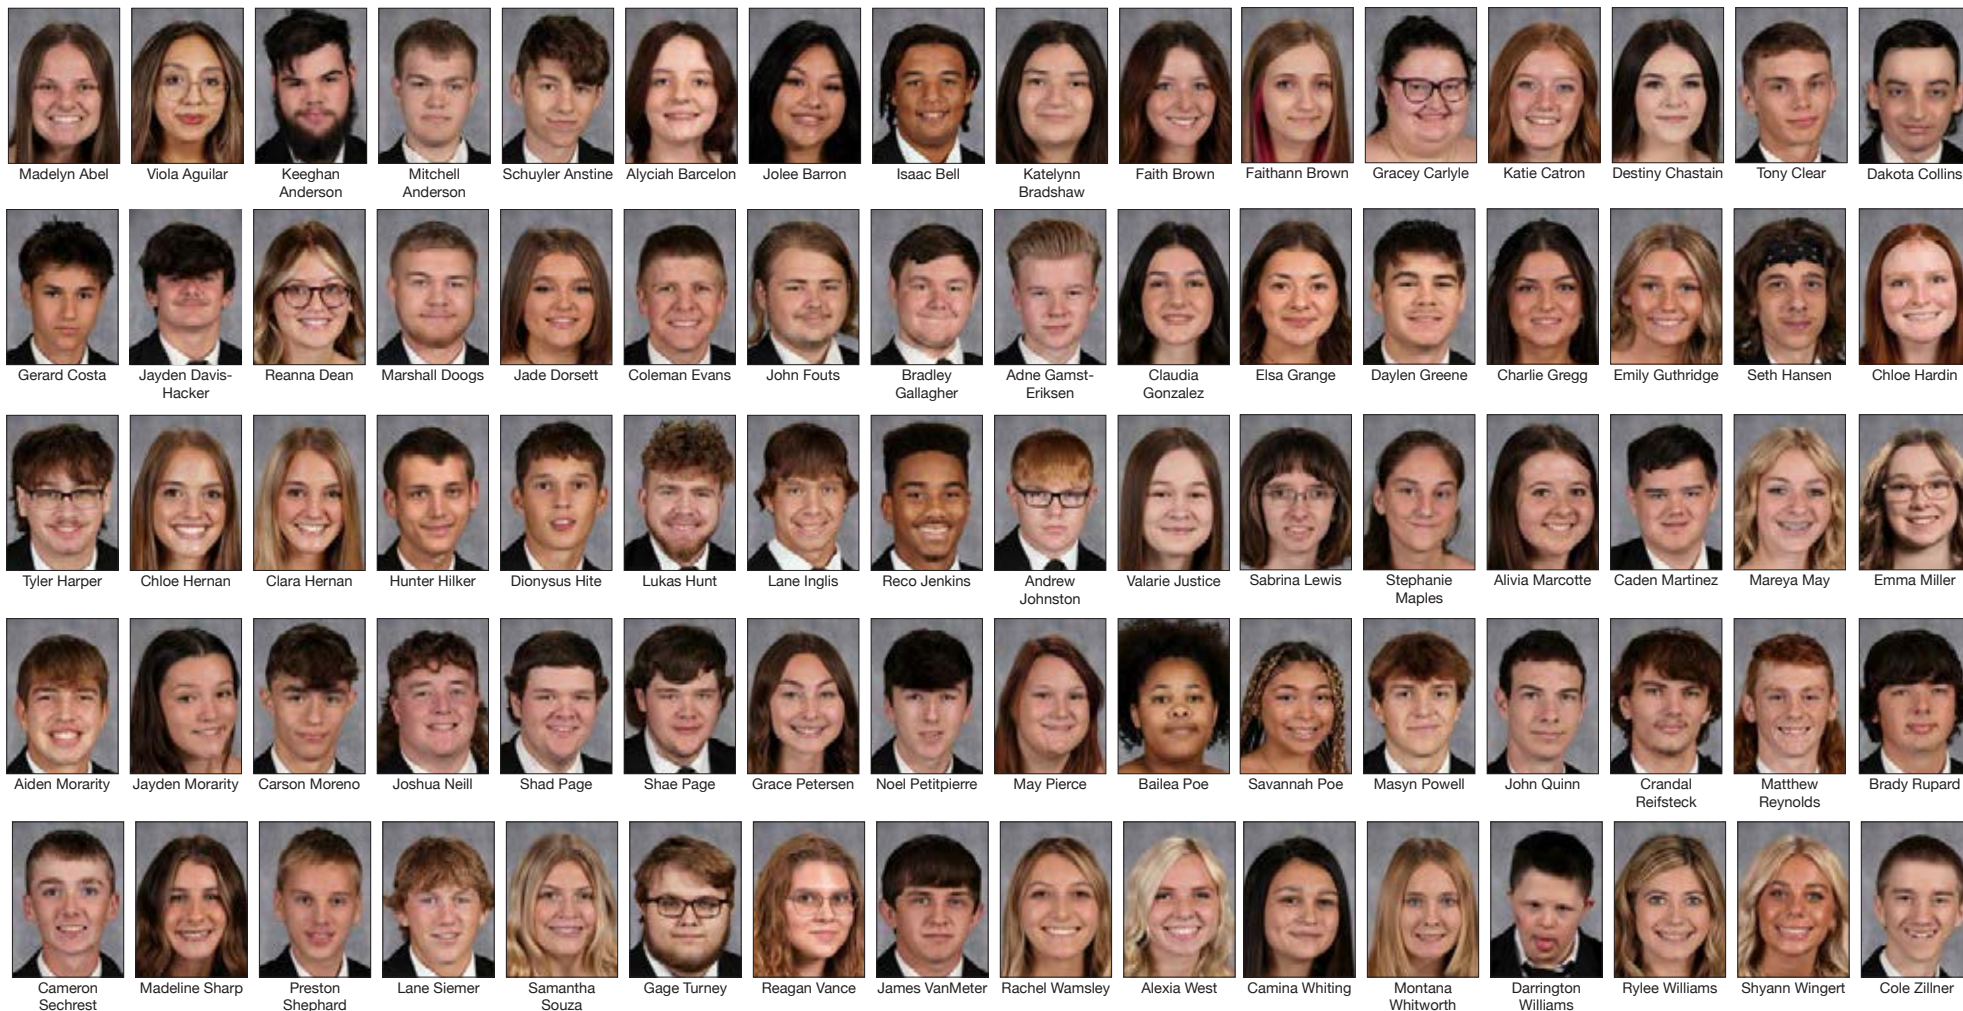 Madelyn Abel
Viola Aguilar
Keeghan
Anderson
Mitchell
Anderson
Schuyler Anstine
Alyciah Barcelon
Jolee Barron
Isaac Bell
Katelynn
Bradshaw
Faith Brown
Faithann Brown
Gracey Carlyle
Katie Catron
Destiny Chastain
Tony Clear
Dakota Collins
Gerard Costa
Jayden Davis-
Hacker
Reanna Dean
Marshall Doogs
Jade Dorsett
Coleman Evans
John Fouts
Bradley
Gallagher
Adne Gamst-
Eriksen
Claudia
Gonzalez
Elsa Grange
Daylen Greene
Charlie Gregg
Emily Guthridge
Seth Hansen
Chloe Hardin
Tyler Harper
Chloe Hernan
Clara Hernan
Hunter Hilker
Dionysus Hite
Lukas Hunt
Lane Inglis
Reco Jenkins
Andrew
Johnston
Valarie Justice
Sabrina Lewis
Stephanie
Maples
Alivia Marcotte
Caden Martinez
Mareya May
Emma Miller
Aiden Morarity
Jayden Morarity
Carson Moreno
Joshua Neill
Shad Page
Shae Page
Grace Petersen
Noel Petitpierre
May Pierce
Bailea Poe
Savannah Poe
Masyn Powell
John Quinn
Crandal
Reifsteck
Matthew
Reynolds
Brady Rupard
Cameron
Sechrest
Madeline Sharp
Preston
Shephard
Lane Siemer
Samantha
Souza
Gage Turney
Reagan Vance
James VanMeter
Rachel Wamsley
Alexia West
Camina Whiting
Montana
Whitworth
Darrington
Williams
Rylee Williams
Shyann Wingert
Cole Zillner